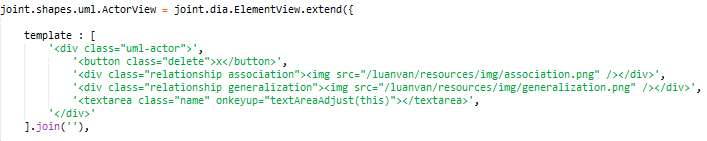 joint.shapes.uml.ActorView = joint.dia.ElementView.extend({
template : [
'<div class="uml-actor">',
'<button class="delete">x</button>',
'<div class="relationship association"><img src="/luanvan/resources/img/association.png" /></div>',
'<div class="relationship generalization"><img src="/luanvan/resources/img/generalization.png" /></div>',
'<textarea class="name" onkeyup="textAreaAdjust(this)"></textarea>',
'</div>'
].join(''),